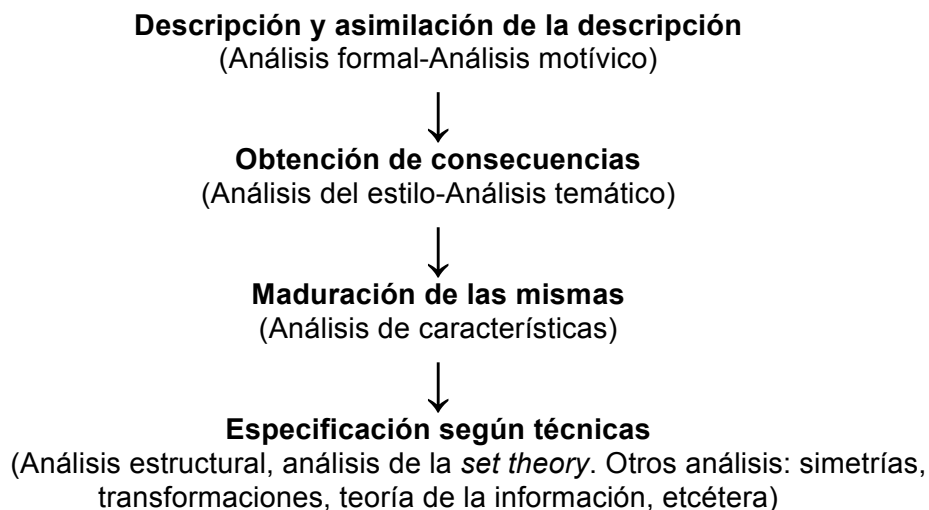 Descripción y asimilación de la descripción
(Análisis formal-Análisis motívico)
Obtención de consecuencias
(Análisis del estilo-Análisis temático)
Maduración de las mismas
(Análisis de características)
Especificación según técnicas
(Análisis estructural, análisis de la set theory. Otros análisis: simetrías,
transformaciones, teoría de la información, etcétera)